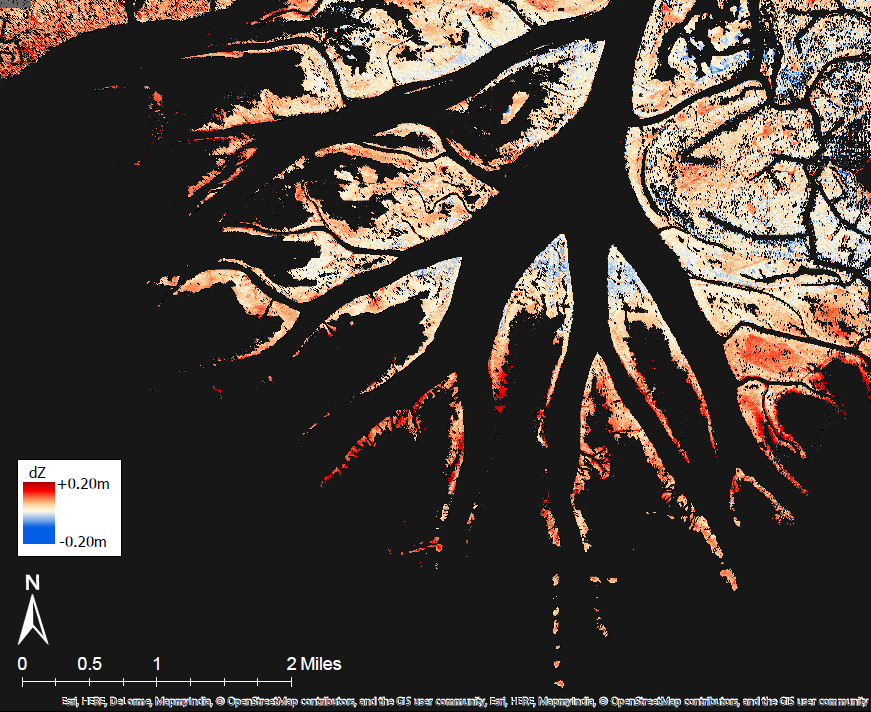 dZ
+0.20m
-0.20m
N
0 0.5 1 2 Miles
Esri, HERE, DeLorme, MapmyIndia, © OpenStreetMap contributors, and the GIS user community, Esri, HERE, DeLorme, MapmyIndia, © OpenStreetMap contributors, and the GIS user community